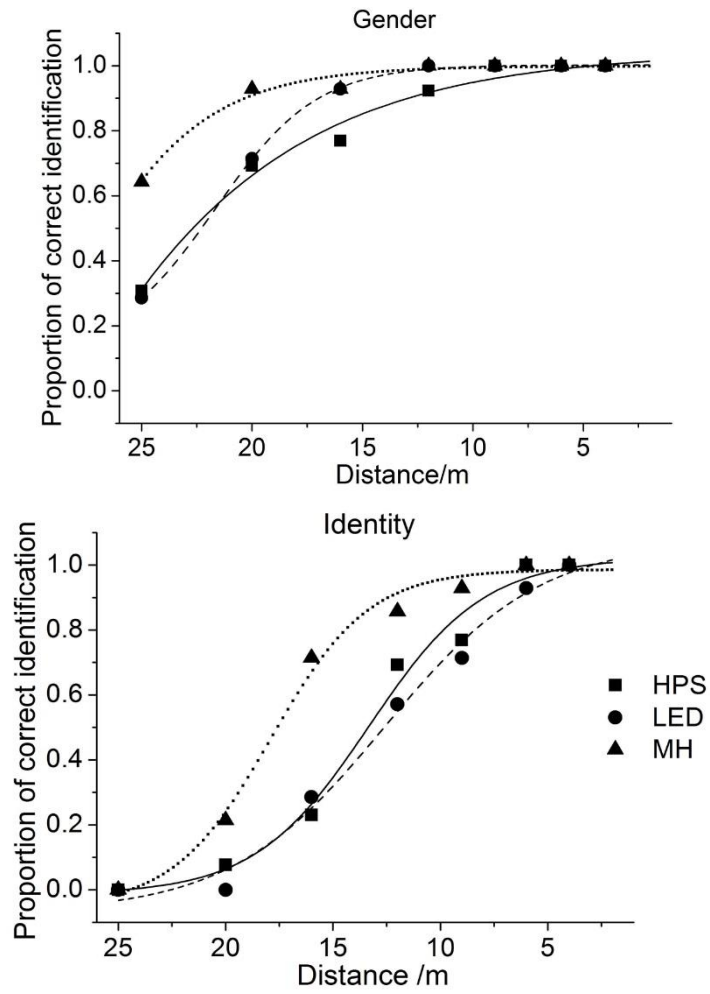 Gender
Proportion of correct identification
1.0
0.8
0.6
0.4
0.2
0.0
25 20 15 10 5
Distance/m
Identity
Proportion of correct identification
1.0
0.8
0.6
0.4
0.2
0.0
25 20 15 10 5
Distance /m
HPS
LED
MH